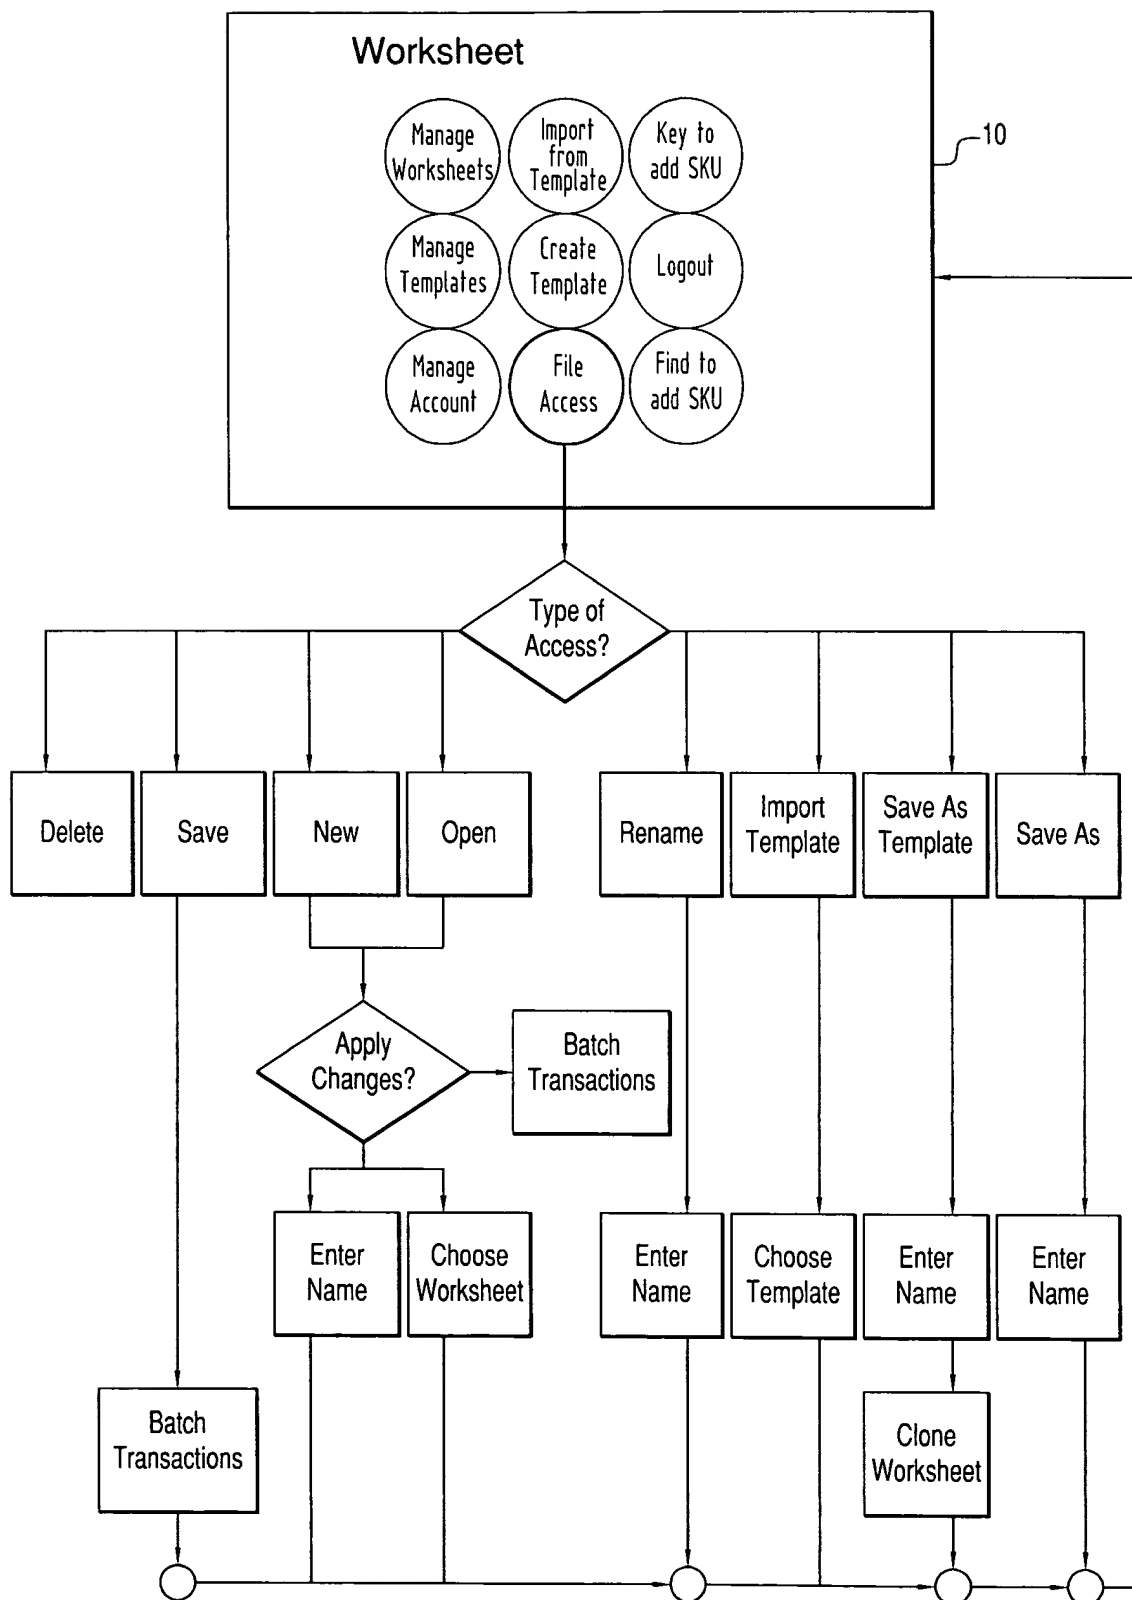 Worksheet
Manage
Worksheets
Import
from
Template
Key to
add SKU
10
Manage
Templates
Create
Template
Logout
Manage
Account
File
Access
Find to
add SKU
Type of
Access?
Delete
Save
New
Open
Rename
Import
Template
Save As
Template
Save As
Apply
Changes?
Batch
Transactions
Enter
Name
Choose
Worksheet
Enter
Name
Choose
Template
Enter
Name
Enter
Name
Batch
Transactions
Clone
Worksheet